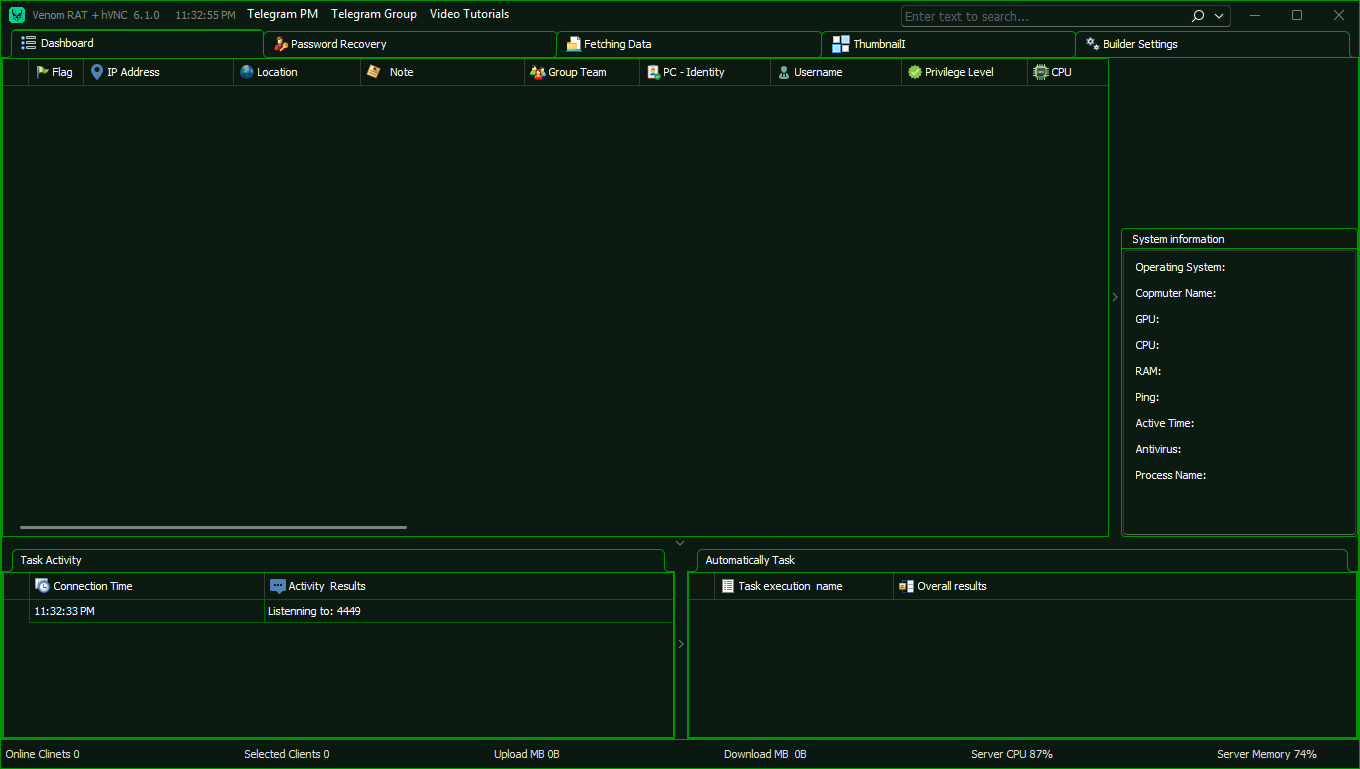 Venom RAT + hVNC 6.1.0 11:32:55 PM Telegram PM Telegram Group Video Tutorials Enter text to search...
Dashboard Password Recovery Fetching Data Thumbnaill Builder Settings
Flag IP Address Location Note Group Team PC - Identity Username Privilege Level CPU
System information
Operating System:
Copmuter Name:
GPU:
CPU:
RAM:
Ping:
Active Time:
Antivirus:
Process Name:
Task Activity
Connection Time Activity Results
11:32:33 PM Listenning to: 4449
Automatically Task
Task execution name Overall results
Online Clinets 0 Selected Clients 0 Upload MB 0B Download MB 0B Server CPU 87% Server Memory 74%